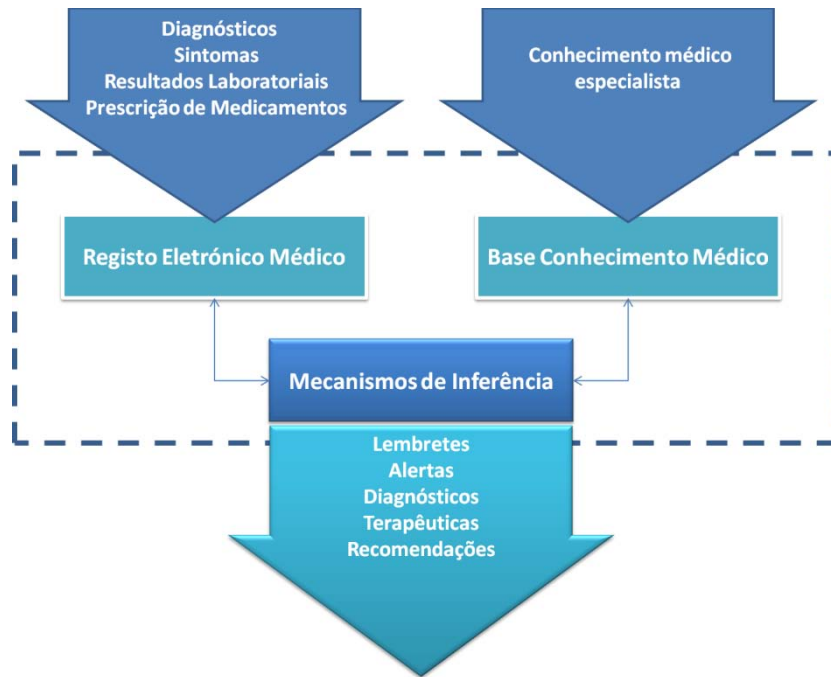 Diagnósticos
Sintomas
Resultados Laboratoriais
Prescrição de Medicamentos
Conhecimento médico
especialista
Registo Eletrónico Médico
Base Conhecimento Médico
Mecanismos de Inferência
Lembretes
Alertas
Diagnósticos
Terapêuticas
Recomendações